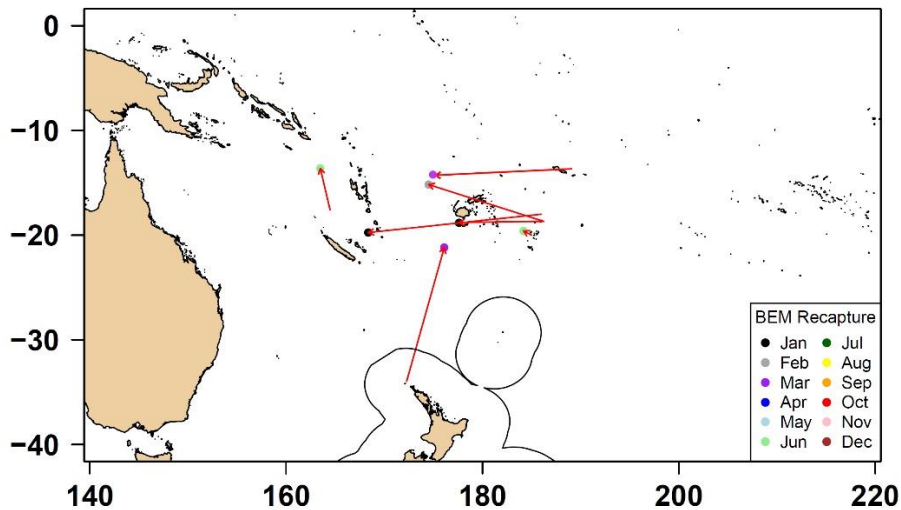 0
−10
−20
−30
−40
BEM Recapture
Jan Jul
Feb Aug
Mar Sep
Apr Oct
May Nov
Jun Dec
140 160 180 200 220